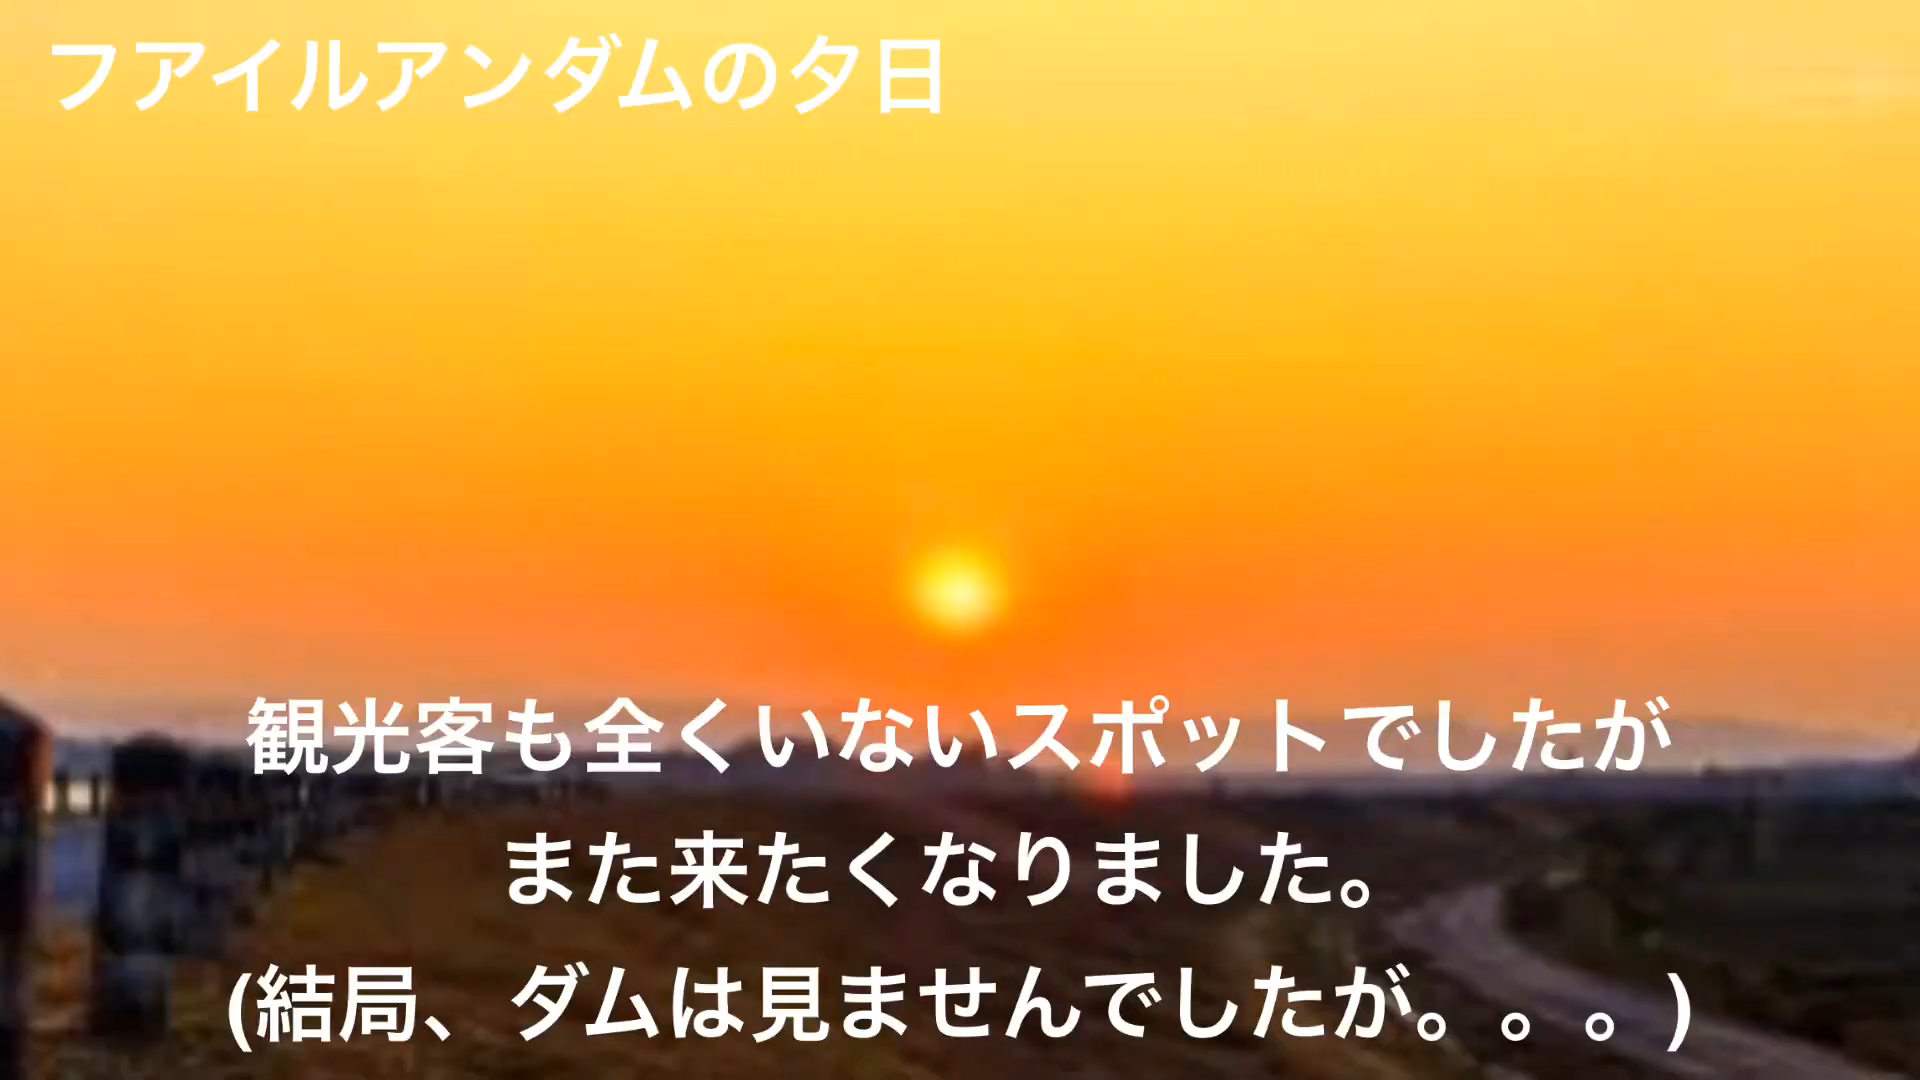 フアイルアンダムの夕日
観光客も全くいないスポットでしたが
また来たくなりました。
(結局、ダムは見ませんでしたが。。。)